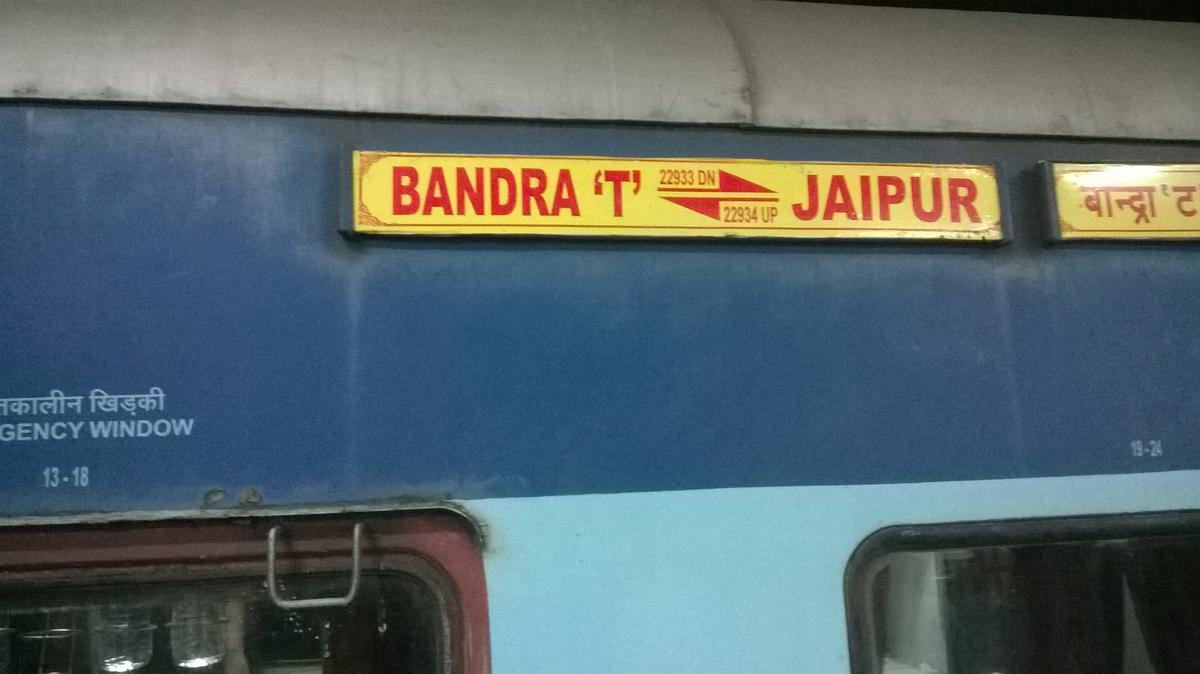 BANDRA ‘T’ 22933 DN JAIPUR
22934 UP
बान्द्रा ‘ट
तकालीन खिड़की
GENCY WINDOW
13-18
19-24